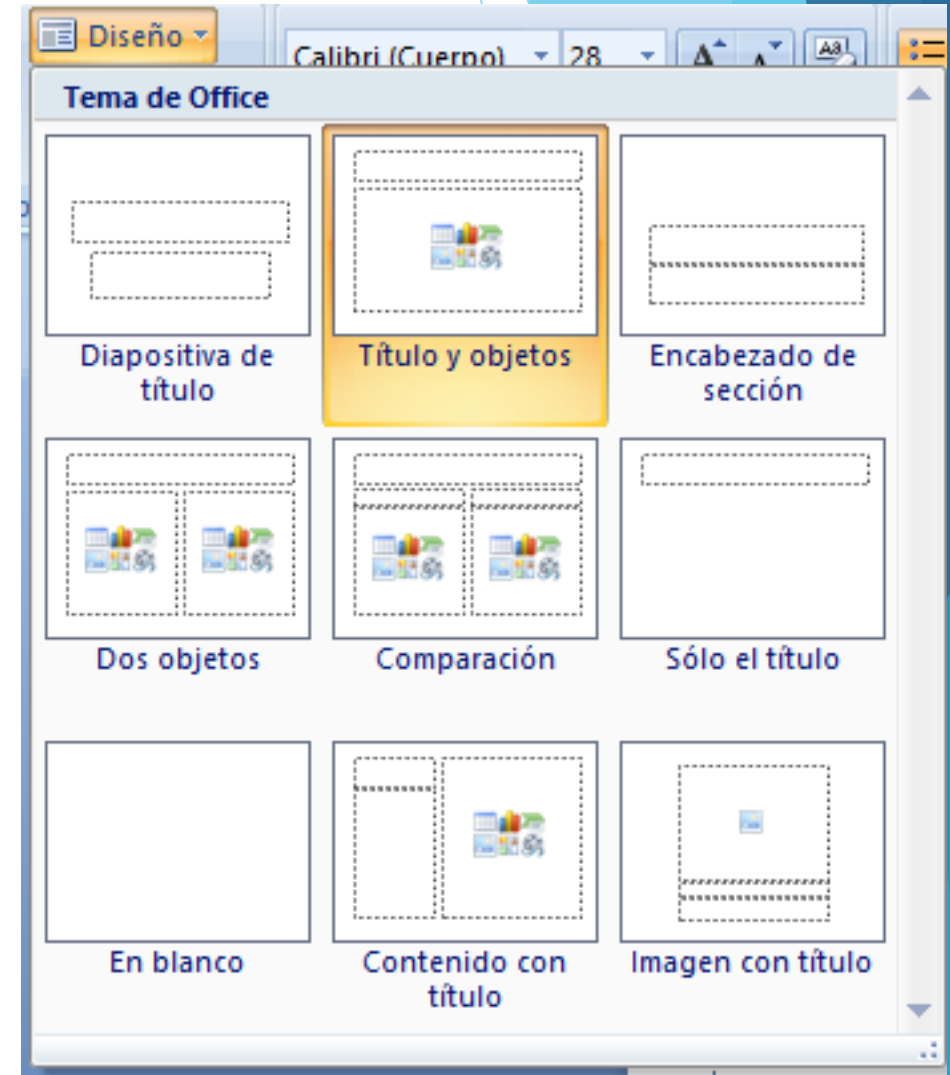 Diseño
Calibri (Cuerpo) 28 A A Aa
Tema de Office
Diapositiva de título
Título y objetos
Encabezado de sección
Dos objetos
Comparación
Sólo el título
En blanco
Contenido con título
Imagen con título